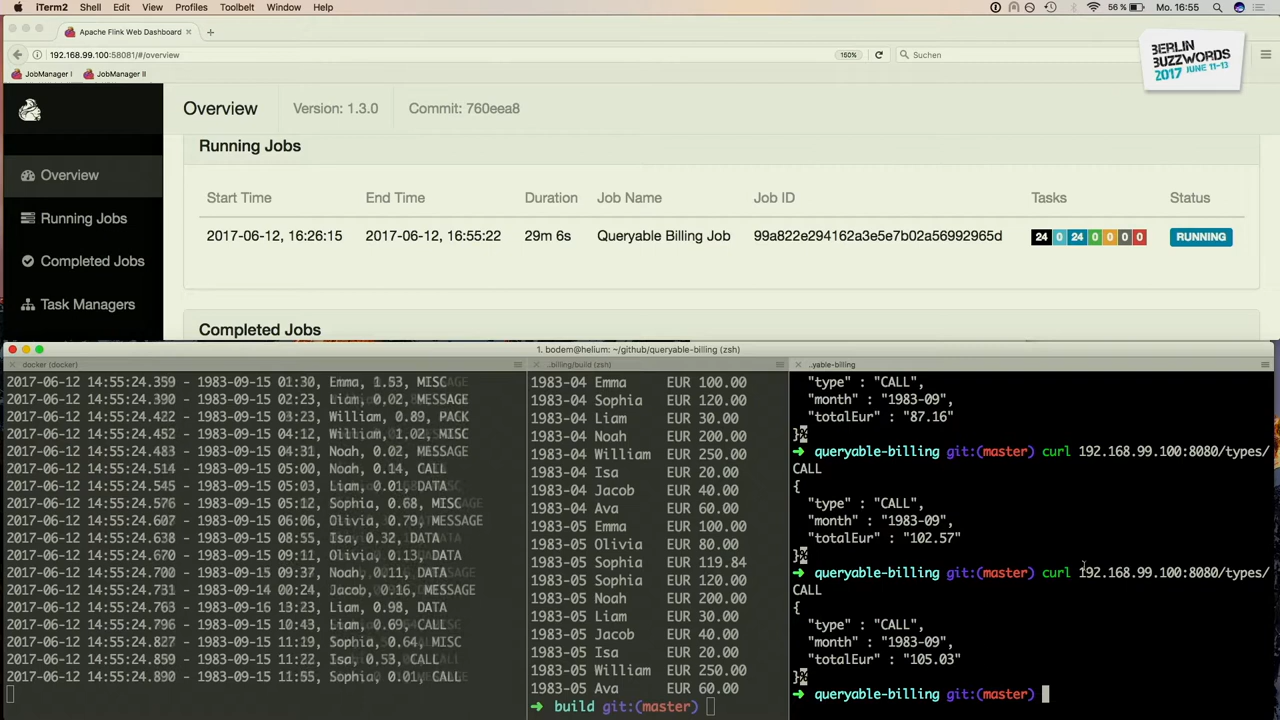 iTerm2 Shell Edit View Profiles Toolbelt Window Help
56 % Mo. 16:55
Apache Flink Web Dashboard
192.168.99.100:58081/#/overview
150%
Suchen
BERLIN
BUZZWORDS
2017 JUNE 11-13
JobManager I JobManager II
Overview Version: 1.3.0 Commit: 760eea8
Overview
Running Jobs
Completed Jobs
Task Managers
Running Jobs
Start Time End Time Duration Job Name Job ID Tasks Status
2017-06-12, 16:26:15 2017-06-12, 16:55:22 29m 6s Queryable Billing Job 99a822e294162a3e5e7b02a56992965d 24 0 24 0 0 0 0 RUNNING
Completed Jobs
1. bodem@helium: ~/github/queryable-billing (zsh)
docker (docker)
2017-06-12 14:55:24.359 - 1983-09-15 01:30, Emma, 1.53, MISC
2017-06-12 14:55:24.390 - 1983-09-15 02:23, Liam, 0.02, MESSAGE
2017-06-12 14:55:24.422 - 1983-09-15 03:23, William, 0.89, PACK
2017-06-12 14:55:24.452 - 1983-09-15 04:12, William, 1.02, MISC
2017-06-12 14:55:24.483 - 1983-09-15 04:31, Noah, 0.02, MESSAGE
2017-06-12 14:55:24.514 - 1983-09-15 05:00, Noah, 0.14, CALL
2017-06-12 14:55:24.545 - 1983-09-15 05:03, Liam, 0.01, DATA
2017-06-12 14:55:24.576 - 1983-09-15 05:12, Sophia, 0.68, MISC
2017-06-12 14:55:24.607 - 1983-09-15 06:06, Olivia, 0.79, MESSAGE
2017-06-12 14:55:24.638 - 1983-09-15 08:55, Isa, 0.32, DATA
2017-06-12 14:55:24.670 - 1983-09-15 09:11, Olivia, 0.13, DATA
2017-06-12 14:55:24.700 - 1983-09-15 09:37, Noah, 0.11, DATA
2017-06-12 14:55:24.731 - 1983-09-14 00:24, Jacob, 0.16, MESSAGE
2017-06-12 14:55:24.763 - 1983-09-16 13:23, Liam, 0.98, DATA
2017-06-12 14:55:24.796 - 1983-09-15 10:43, Liam, 0.69, CALL
2017-06-12 14:55:24.827 - 1983-09-15 11:19, Sophia, 0.64, MISC
2017-06-12 14:55:24.859 - 1983-09-15 11:22, Isa, 0.53, CALL
2017-06-12 14:55:24.890 - 1983-09-15 11:55, Sophia, 0.01, CALL
..billing/build (zsh)
1983-04 Emma EUR 100.00
1983-04 Sophia EUR 120.00
1983-04 Liam EUR 30.00
1983-04 Noah EUR 200.00
1983-04 William EUR 250.00
1983-04 Isa EUR 20.00
1983-04 Jacob EUR 40.00
1983-04 Ava EUR 60.00
1983-05 Emma EUR 100.00
1983-05 Olivia EUR 80.00
1983-05 Sophia EUR 119.84
1983-05 Sophia EUR 120.00
1983-05 Noah EUR 200.00
1983-05 Liam EUR 30.00
1983-05 Jacob EUR 40.00
1983-05 Isa EUR 20.00
1983-05 William EUR 250.00
1983-05 Ava EUR 60.00
➜ build git:(master)
..yable-billing
"type" : "CALL",
"month" : "1983-09",
"totalEur" : "87.16"
}%
➜ queryable-billing git:(master) curl 192.168.99.100:8080/types/
CALL
{
"type" : "CALL",
"month" : "1983-09",
"totalEur" : "102.57"
}%
➜ queryable-billing git:(master) curl 192.168.99.100:8080/types/
CALL
{
"type" : "CALL",
"month" : "1983-09",
"totalEur" : "105.03"
}%
➜ queryable-billing git:(master)